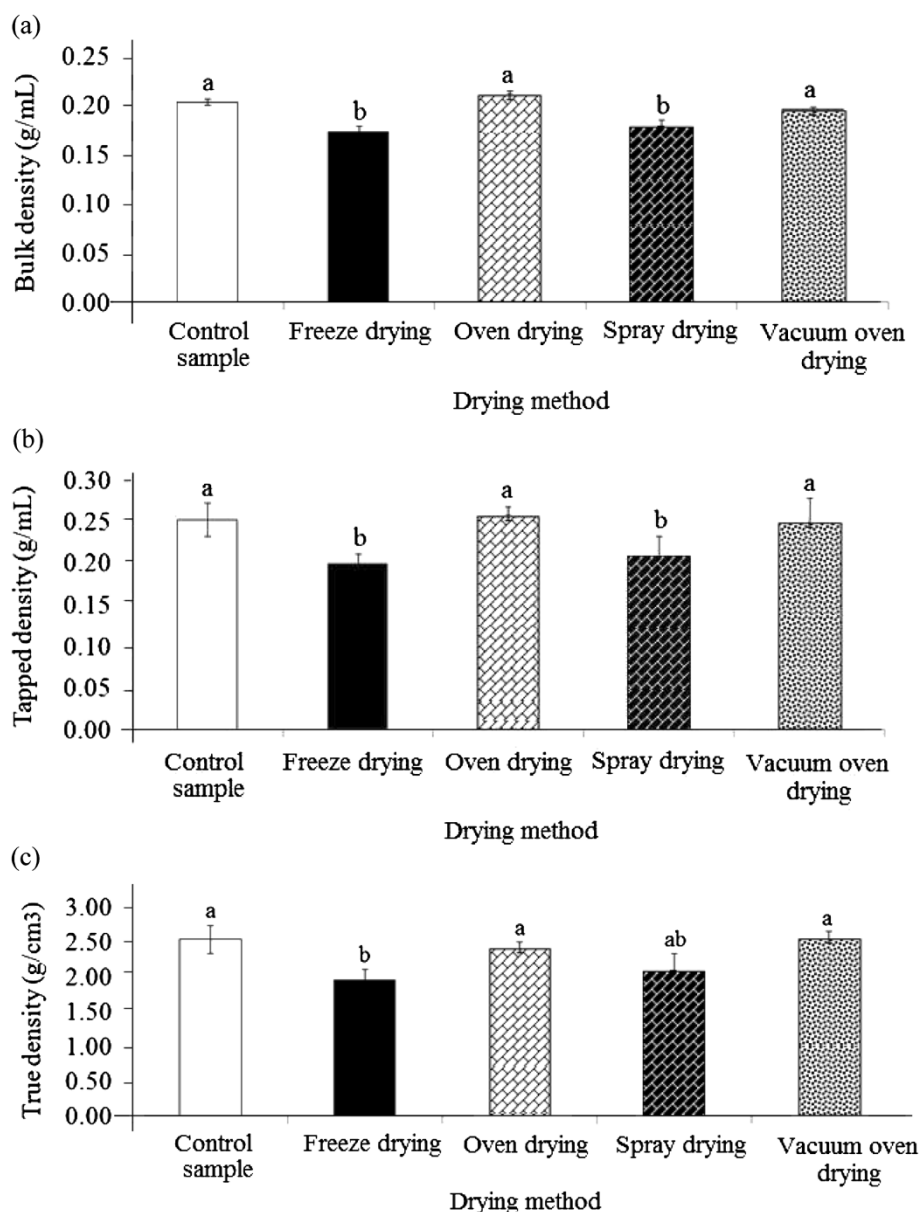 (a)
Bulk density (g/mL)
0.25
0.20
0.15
0.10
0.05
0.00
a
b
a
b
a
Control
sample
Freeze drying
Oven drying
Spray drying
Vacuum oven
drying
Drying method
(b)
Tapped density (g/mL)
0.30
0.25
0.20
0.15
0.10
0.05
0.00
a
b
a
b
a
Control
sample
Freeze drying
Oven drying
Spray drying
Vacuum oven
drying
Drying method
(c)
True density (g/cm3)
3.00
2.50
2.00
1.50
1.00
0.50
0.00
a
b
a
ab
a
Control
sample
Freeze drying
Oven drying
Spray drying
Vacuum oven
drying
Drying method